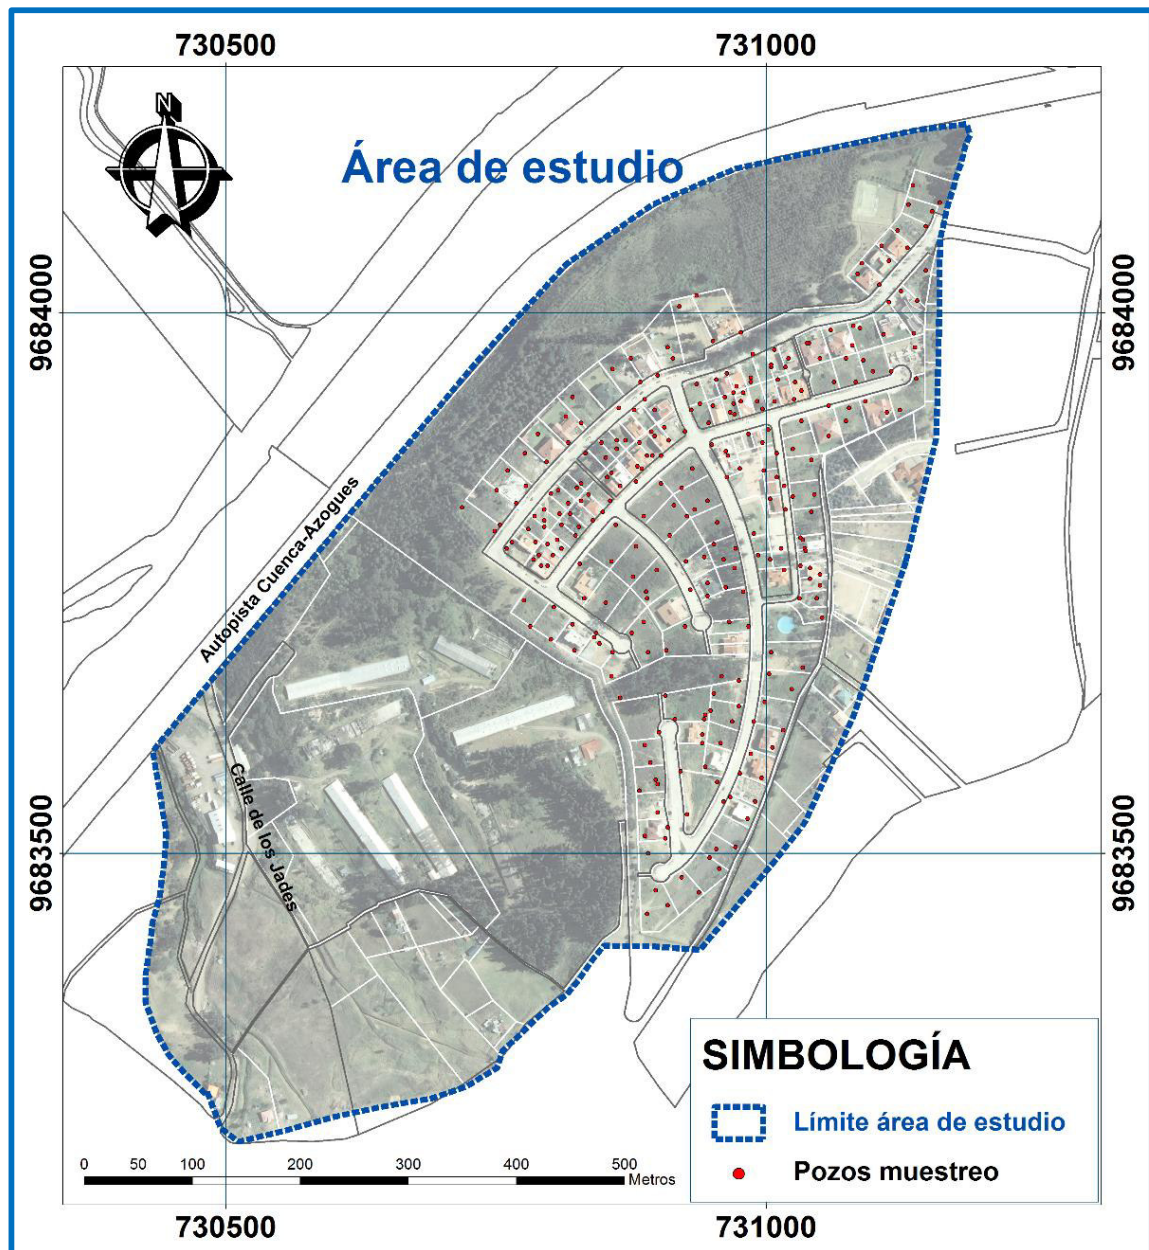 730500
731000
N
Área de estudio
9684000
9684000
Autopista Cuenca-Azogues
Calle de los Jades
9683500
9683500
SIMBOLOGÍA
Límite área de estudio
Pozos muestreo
0 50 100 200 300 400 500
Metros
730500
731000